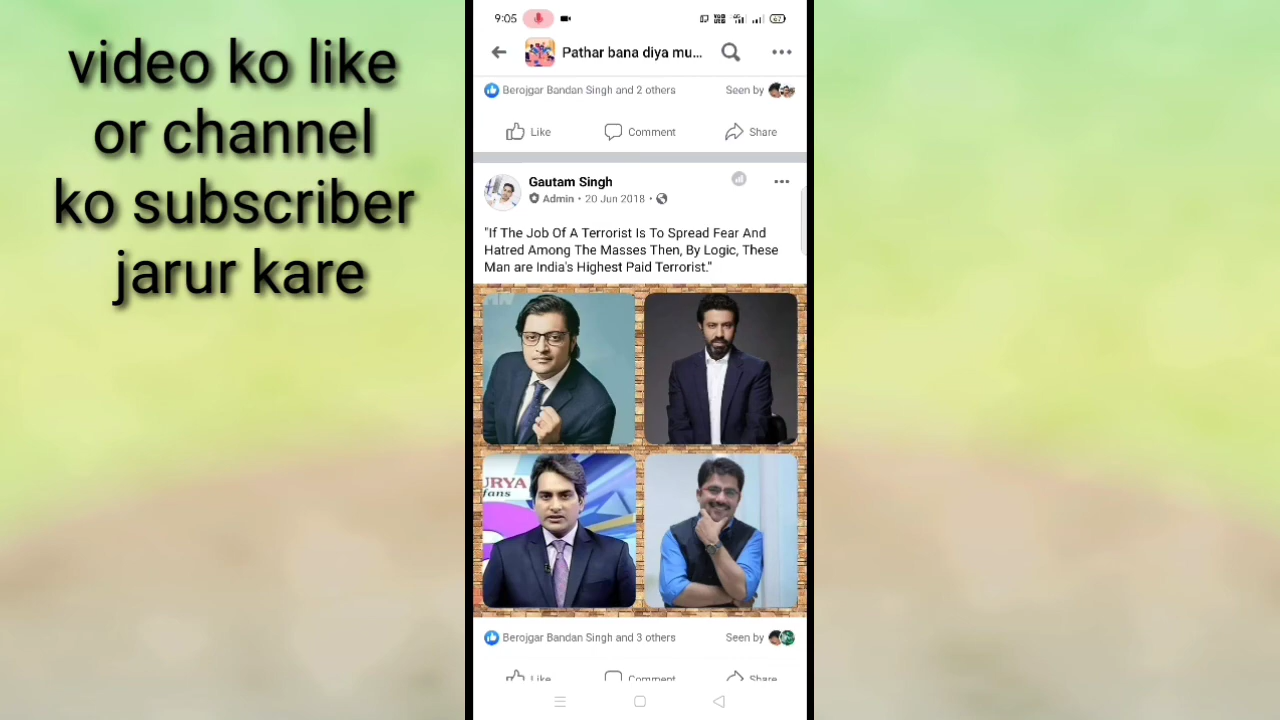 video ko like
or channel
ko subscriber
jarur kare
9:05
67
Pathar bana diya mu...
Berojgar Bandan Singh and 2 others
Seen by
Like
Comment
Share
Gautam Singh
Admin • 20 Jun 2018 •
"If The Job Of A Terrorist Is To Spread Fear And
Hatred Among The Masses Then, By Logic, These
Man are India's Highest Paid Terrorist."
URYA
fans
Berojgar Bandan Singh and 3 others
Seen by
Like
Comment
Share